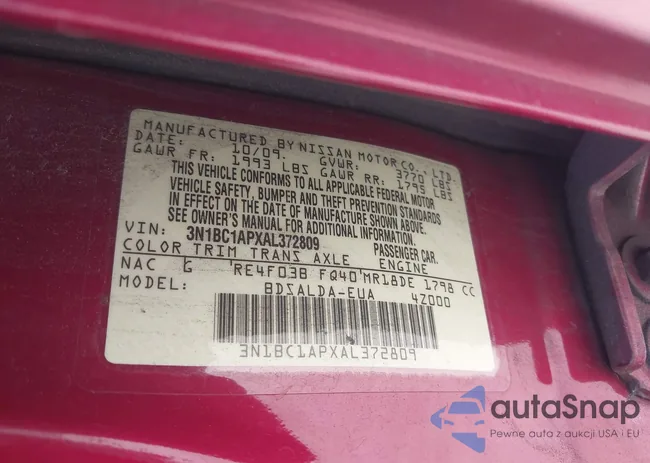 MANUFACTURED BY NISSAN MOTOR CO., LTD.
DATE: 10/09. GVWR: 3770 LBS
GAWR FR: 1993 LBS GAWR RR: 1795 LBS
THIS VEHICLE CONFORMS TO ALL APPLICABLE FEDERAL MOTOR
VEHICLE SAFETY, BUMPER AND THEFT PREVENTION STANDARDS
IN EFFECT ON THE DATE OF MANUFACTURE SHOWN ABOVE.
SEE OWNER'S MANUAL FOR ADDITIONAL INFORMATION.
VIN: 3N1BC1APXAL372809 PASSENGER CAR.
COLOR TRIM TRANS AXLE ENGINE
NAC G RE4F03B FQ40 MR18DE 1798 CC
MODEL: BDSALDA-EUA 4Z000
3N1BC1APXAL372809
autaSnap
Pewne auta z aukcji USA i EU